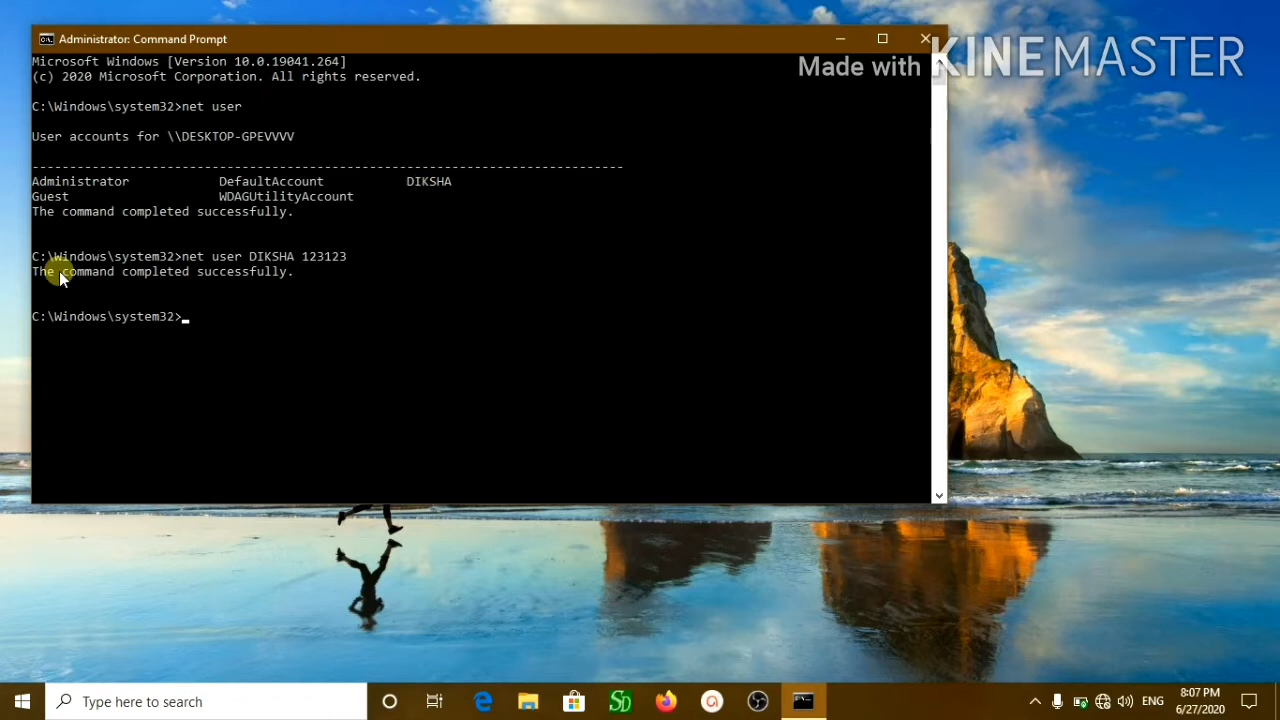 Administrator: Command Prompt
Made with KINEMASTER
Microsoft Windows [Version 10.0.19041.264]
(c) 2020 Microsoft Corporation. All rights reserved.
C:\Windows\system32>net user
User accounts for \\DESKTOP-GPEVVVV
-------------------------------------------------------------------------------
Administrator DefaultAccount DIKSHA
Guest WDAGUtilityAccount
The command completed successfully.
C:\Windows\system32>net user DIKSHA 123123
The command completed successfully.
C:\Windows\system32>
Type here to search
SD
ENG
8:07 PM
6/27/2020